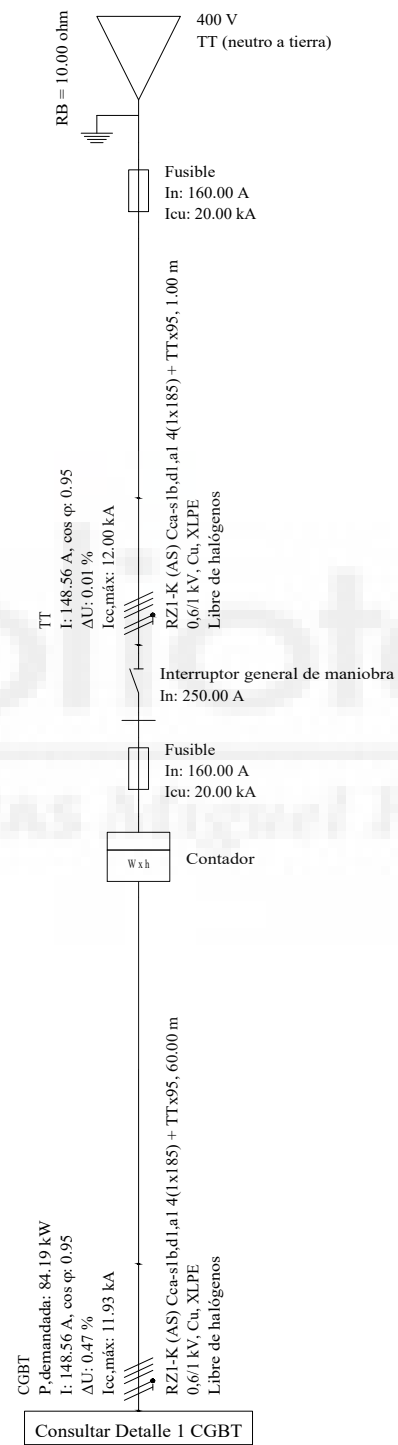 400 V
TT (neutro a tierra)
RB = 10.00 ohm
Fusible
In: 160.00 A
Icu: 20.00 kA
TT
I: 148.56 A, cos φ: 0.95
ΔU: 0.01 %
Icc,máx: 12.00 kA
RZ1-K (AS) Cca-s1b,d1,a1 4(1x185) + TTx95, 1.00 m
0,6/1 kV, Cu, XLPE
Libre de halógenos
Interruptor general de maniobra
In: 250.00 A
Fusible
In: 160.00 A
Icu: 20.00 kA
Wxh
Contador
CGBT
P,demandada: 84.19 kW
I: 148.56 A, cos φ: 0.95
ΔU: 0.47 %
Icc,máx: 11.93 kA
RZ1-K (AS) Cca-s1b,d1,a1 4(1x185) + TTx95, 60.00 m
0,6/1 kV, Cu, XLPE
Libre de halógenos
Consultar Detalle 1 CGBT